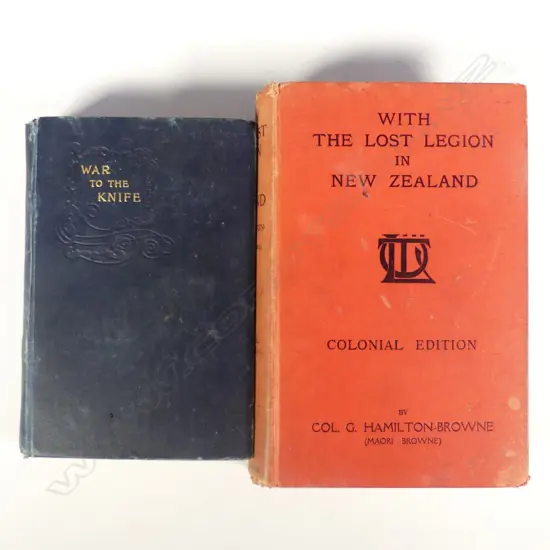 WAR
TO THE
KNIFE
WITH
THE LOST LEGION
IN
NEW ZEALAND
COLONIAL EDITION
BY
COL. G. HAMILTON-BROWNE
(MAORI BROWNE)